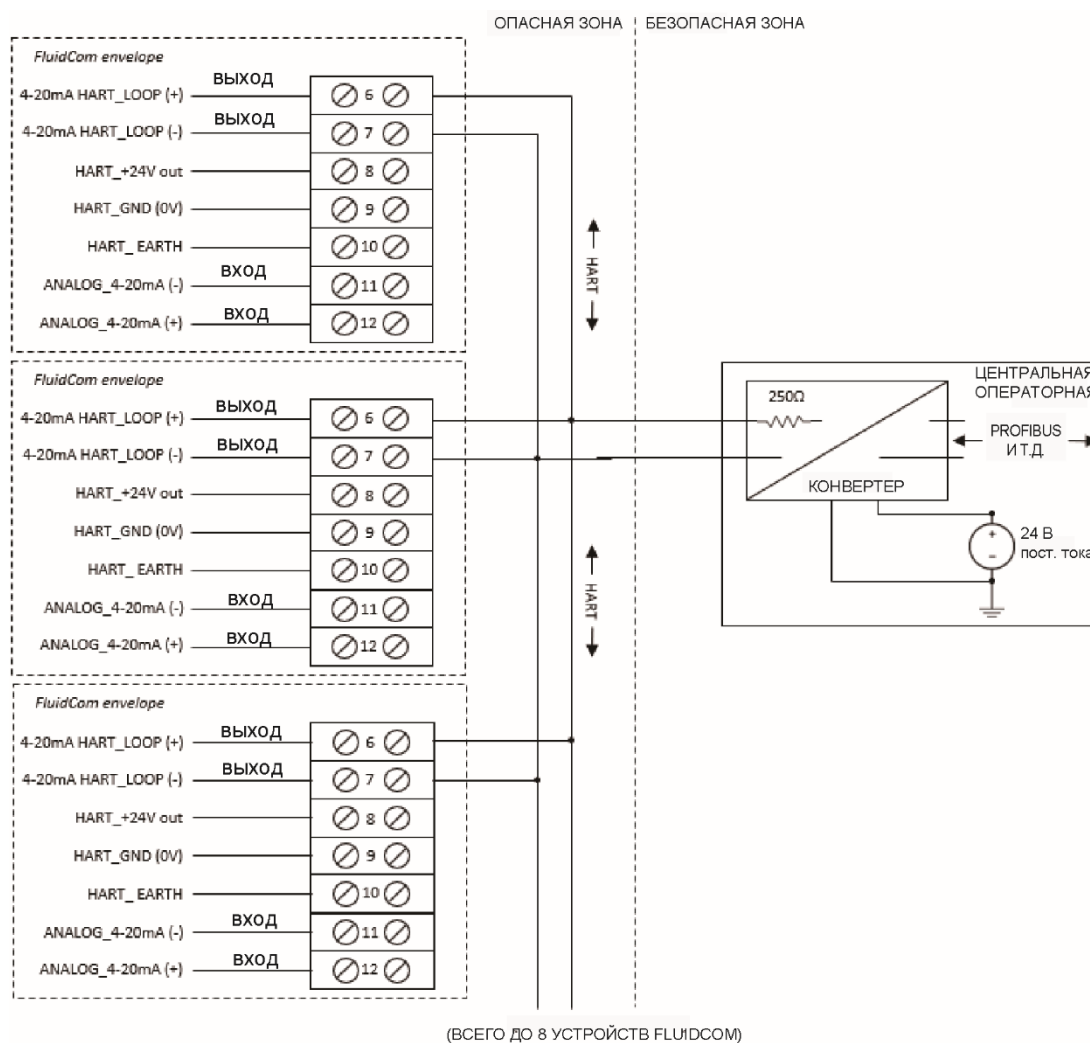 ОПАСНАЯ ЗОНА
БЕЗОПАСНАЯ ЗОНА
FluidCom envelope
4-20mA HART_LOOP (+) ВЫХОД 6
4-20mA HART_LOOP (-) ВЫХОД 7
HART_+24V out 8
HART_GND (0V) 9
HART_ EARTH 10
ANALOG_4-20mA (-) ВХОД 11
ANALOG_4-20mA (+) ВХОД 12
HART
FluidCom envelope
4-20mA HART_LOOP (+) ВЫХОД 6
4-20mA HART_LOOP (-) ВЫХОД 7
HART_+24V out 8
HART_GND (0V) 9
HART_ EARTH 10
ANALOG_4-20mA (-) ВХОД 11
ANALOG_4-20mA (+) ВХОД 12
HART
ЦЕНТРАЛЬНАЯ
ОПЕРАТОРНАЯ
250Ω
PROFIBUS
И Т.Д.
КОНВЕРТЕР
+
−
24 В
пост. тока
FluidCom envelope
4-20mA HART_LOOP (+) ВЫХОД 6
4-20mA HART_LOOP (-) ВЫХОД 7
HART_+24V out 8
HART_GND (0V) 9
HART_ EARTH 10
ANALOG_4-20mA (-) ВХОД 11
ANALOG_4-20mA (+) ВХОД 12
(ВСЕГО ДО 8 УСТРОЙСТВ FLUIDCOM)